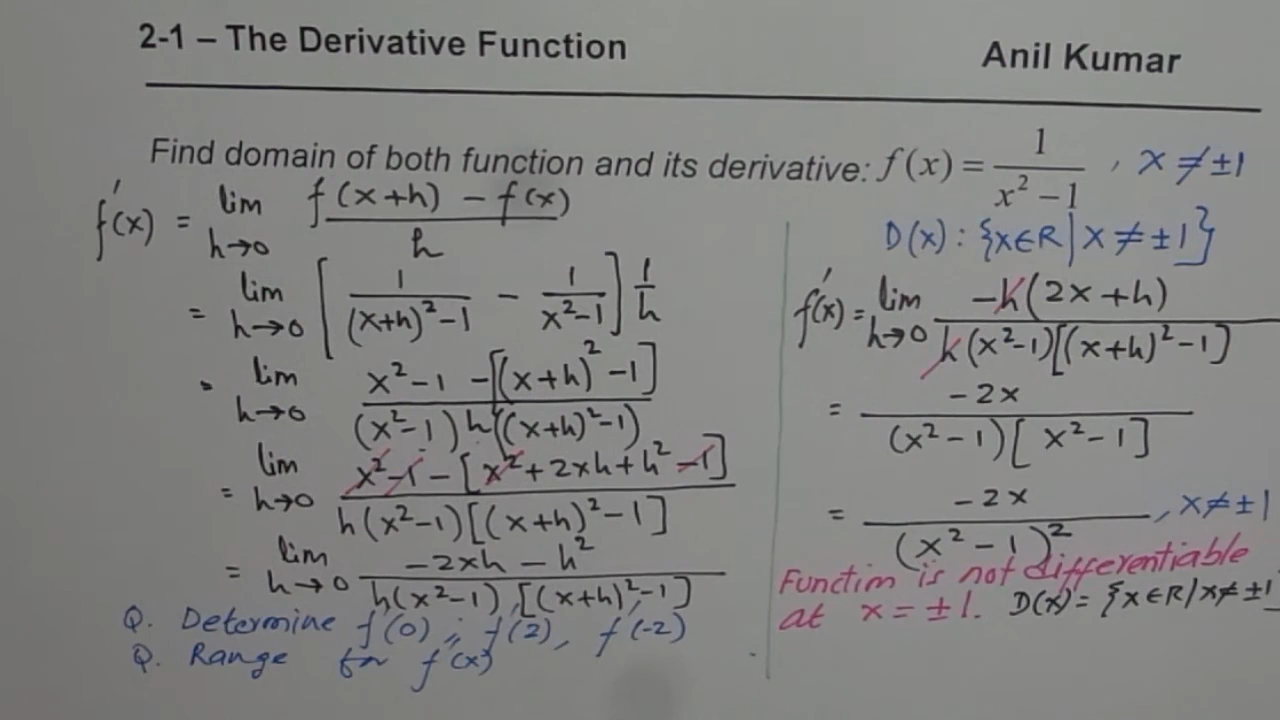 2-1 – The Derivative Function
Anil Kumar
Find domain of both function and its derivative: f(x) = 1/(x² − 1) , x ≠ ±1
D(x) : {x∈R | x ≠ ±1}
f'(x) = lim h→0 (f(x+h) − f(x))/h
= lim h→0 [1/((x+h)²−1) − 1/(x²−1)] 1/h
= lim h→0 (x²−1 −[(x+h)²−1])/((x²−1) h ((x+h)²−1))
= lim h→0 (x²−1 − [x²+2xh+h²−1])/(h(x²−1)[(x+h)²−1])
= lim h→0 (−2xh − h²)/(h(x²−1) [(x+h)²−1])
Q. Determine f'(0) ; f'(2), f'(-2)
Q. Range for f'(x)
f'(x) = lim h→0 −h(2x+h)/(h(x²−1)[(x+h)²−1])
= −2x/((x²−1)[x²−1])
= −2x/(x²−1)² , x≠±1
Function is not differentiable
at x = ±1. D(x)' = {x∈R/x≠±1